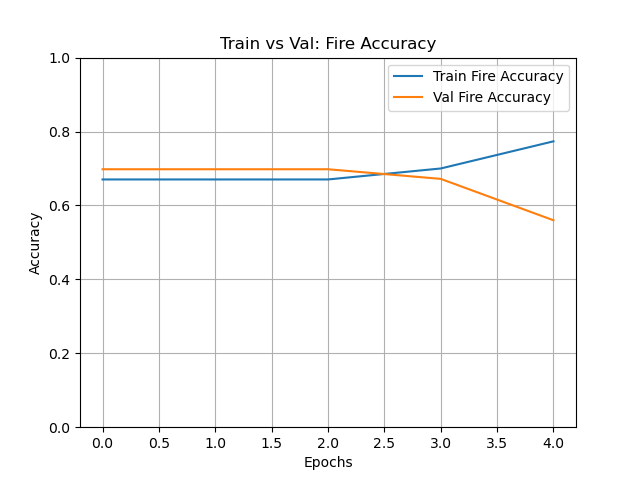 Train vs Val: Fire Accuracy
Train Fire Accuracy
Val Fire Accuracy
1.0
0.8
0.6
0.4
0.2
0.0
Accuracy
0.0 0.5 1.0 1.5 2.0 2.5 3.0 3.5 4.0
Epochs